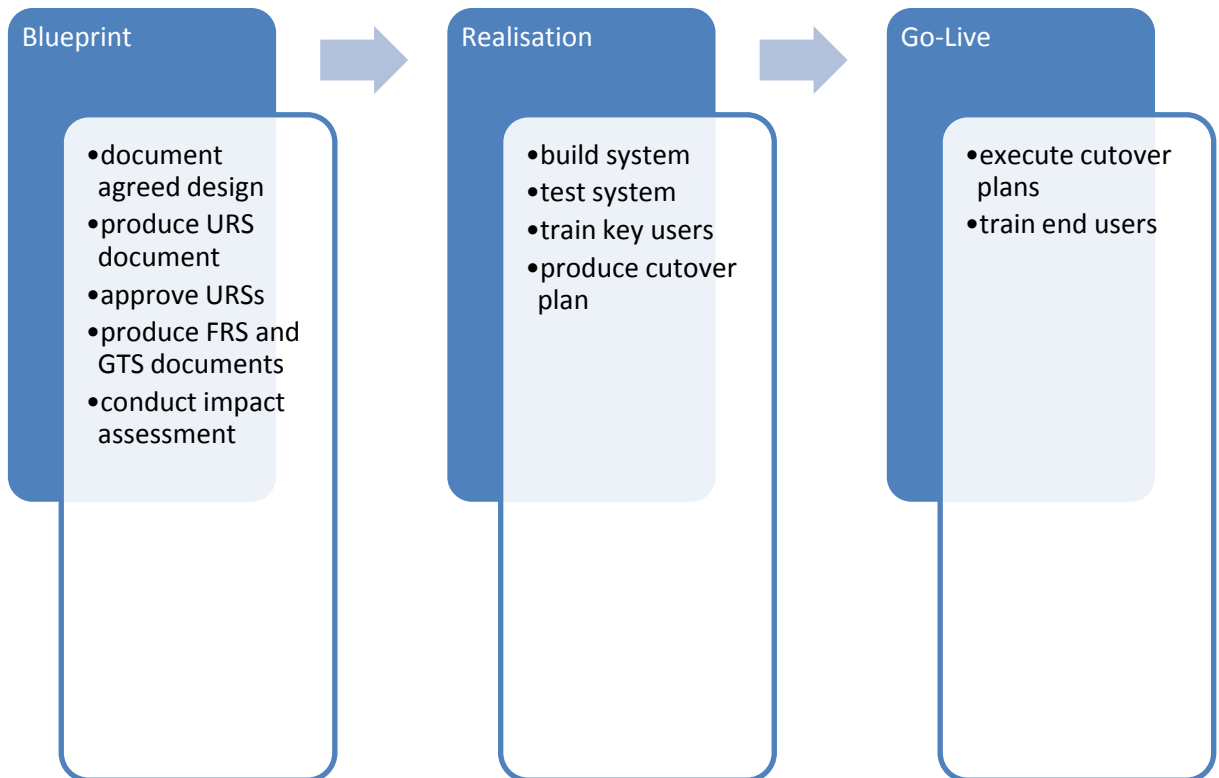 Blueprint
•document
agreed design
•produce URS
document
•approve URSs
•produce FRS and
GTS documents
•conduct impact
assessment
Realisation
•build system
•test system
•train key users
•produce cutover
plan
Go-Live
•execute cutover
plans
•train end users